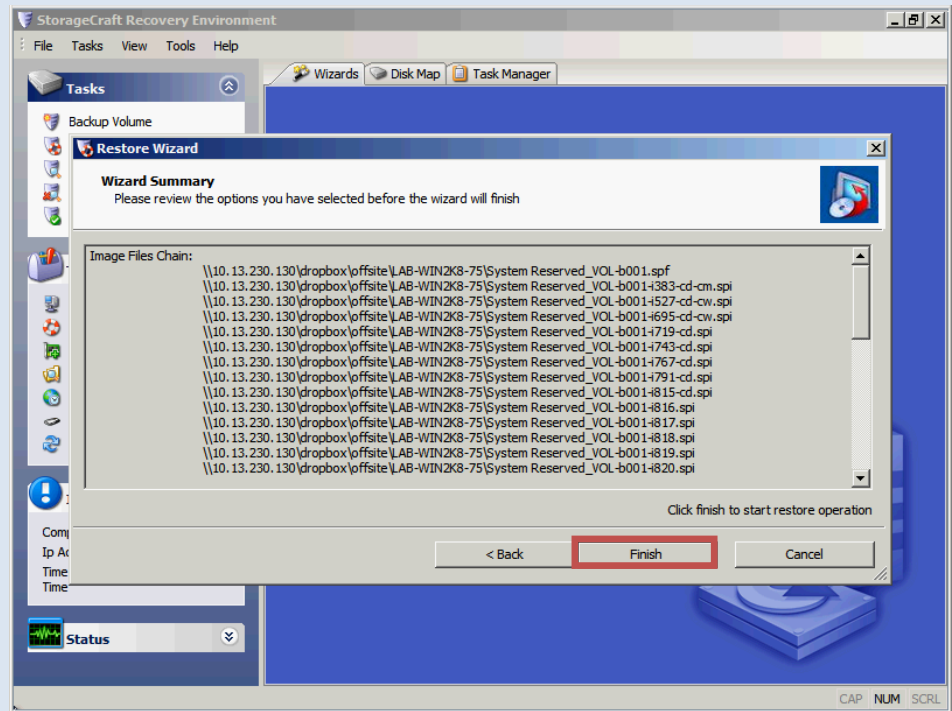 StorageCraft Recovery Environment
File Tasks View Tools Help
Wizards Disk Map Task Manager
Tasks
Backup Volume
Restore Wizard
Wizard Summary
Please review the options you have selected before the wizard will finish
Image Files Chain:
\\10.13.230.130\dropbox\offsite\LAB-WIN2K8-75\System Reserved_VOL-b001.spf
\\10.13.230.130\dropbox\offsite\LAB-WIN2K8-75\System Reserved_VOL-b001-i383-cd-cm.spi
\\10.13.230.130\dropbox\offsite\LAB-WIN2K8-75\System Reserved_VOL-b001-i527-cd-cw.spi
\\10.13.230.130\dropbox\offsite\LAB-WIN2K8-75\System Reserved_VOL-b001-i695-cd-cw.spi
\\10.13.230.130\dropbox\offsite\LAB-WIN2K8-75\System Reserved_VOL-b001-i719-cd.spi
\\10.13.230.130\dropbox\offsite\LAB-WIN2K8-75\System Reserved_VOL-b001-i743-cd.spi
\\10.13.230.130\dropbox\offsite\LAB-WIN2K8-75\System Reserved_VOL-b001-i767-cd.spi
\\10.13.230.130\dropbox\offsite\LAB-WIN2K8-75\System Reserved_VOL-b001-i791-cd.spi
\\10.13.230.130\dropbox\offsite\LAB-WIN2K8-75\System Reserved_VOL-b001-i815-cd.spi
\\10.13.230.130\dropbox\offsite\LAB-WIN2K8-75\System Reserved_VOL-b001-i816.spi
\\10.13.230.130\dropbox\offsite\LAB-WIN2K8-75\System Reserved_VOL-b001-i817.spi
\\10.13.230.130\dropbox\offsite\LAB-WIN2K8-75\System Reserved_VOL-b001-i818.spi
\\10.13.230.130\dropbox\offsite\LAB-WIN2K8-75\System Reserved_VOL-b001-i819.spi
\\10.13.230.130\dropbox\offsite\LAB-WIN2K8-75\System Reserved_VOL-b001-i820.spi
Click finish to start restore operation
< Back Finish Cancel
Ip
Time
Time
Status
CAP NUM SCRL